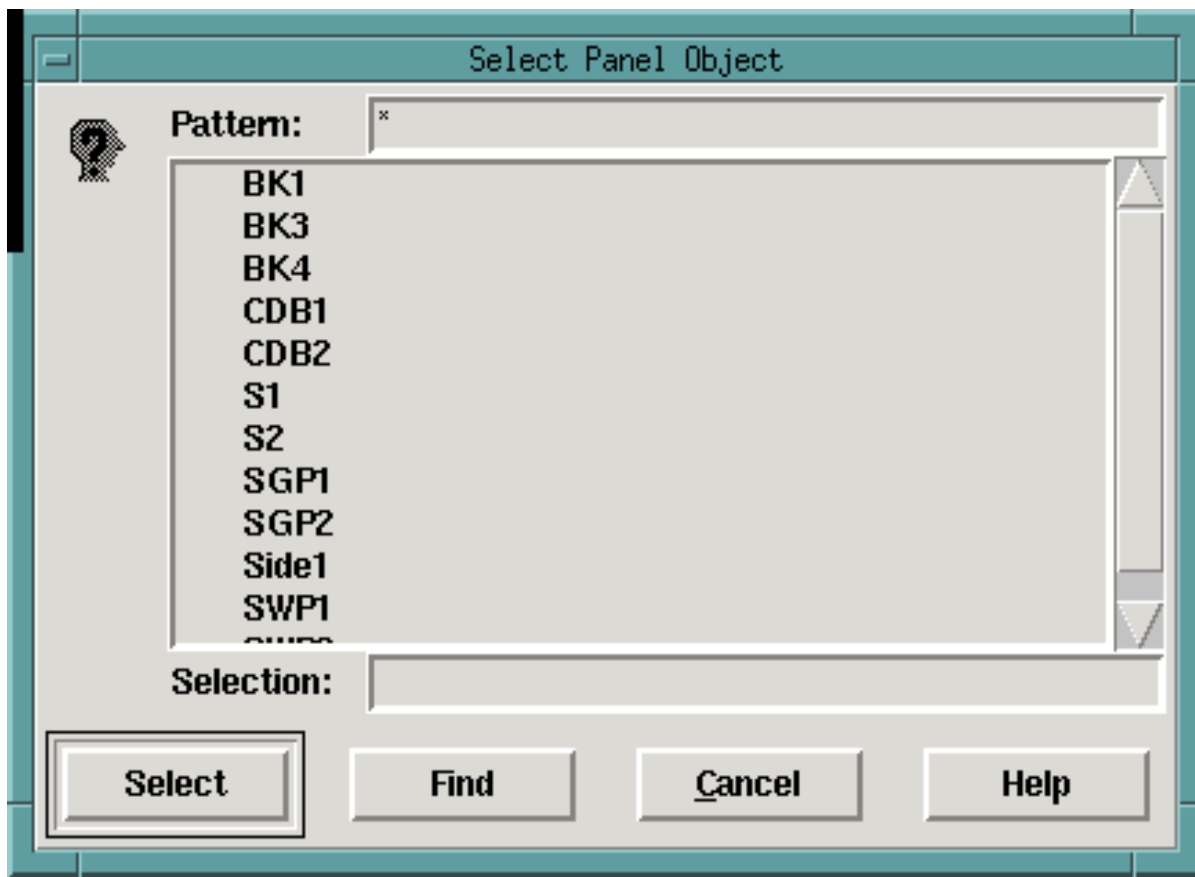 Select Panel Object
Pattern: *
BK1
BK3
BK4
CDB1
CDB2
S1
S2
SGP1
SGP2
Side1
SWP1
Selection:
Select Find Cancel Help